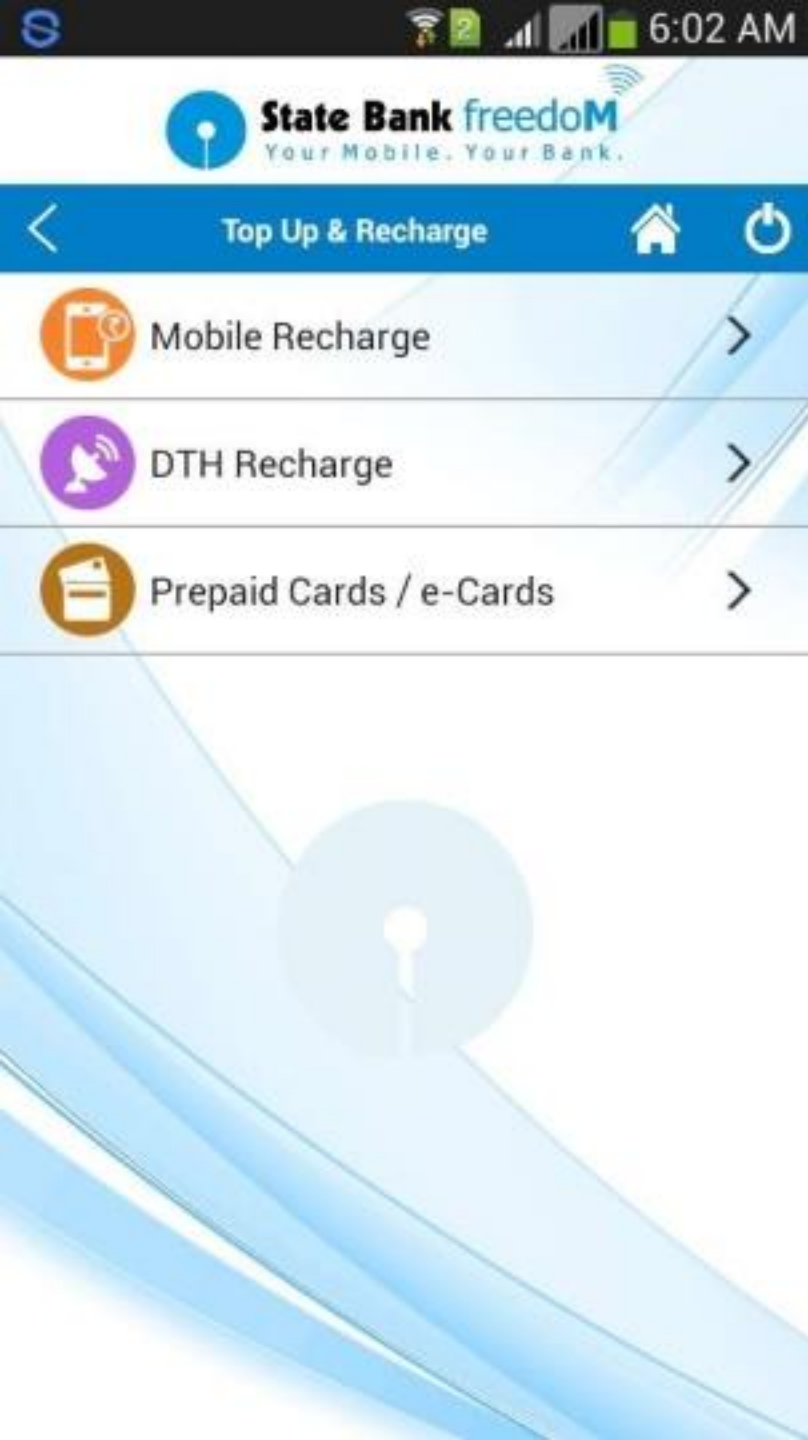 2 6:02 AM
State Bank freedoM
Your Mobile. Your Bank.
Top Up & Recharge
Mobile Recharge
DTH Recharge
Prepaid Cards / e-Cards